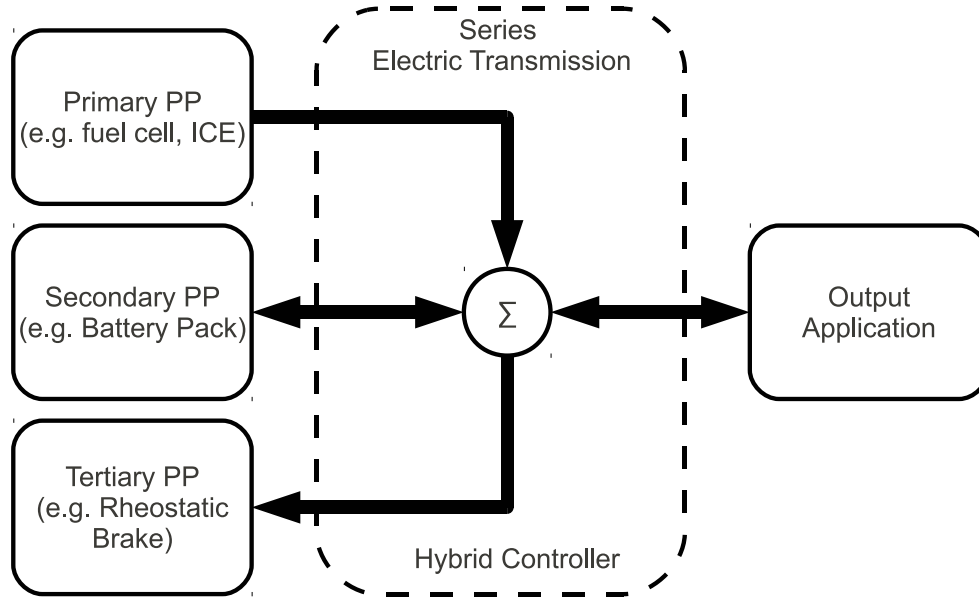 Series
Electric Transmission
Primary PP
(e.g. fuel cell, ICE)
Secondary PP
(e.g. Battery Pack)
Σ
Output
Application
Tertiary PP
(e.g. Rheostatic
Brake)
Hybrid Controller